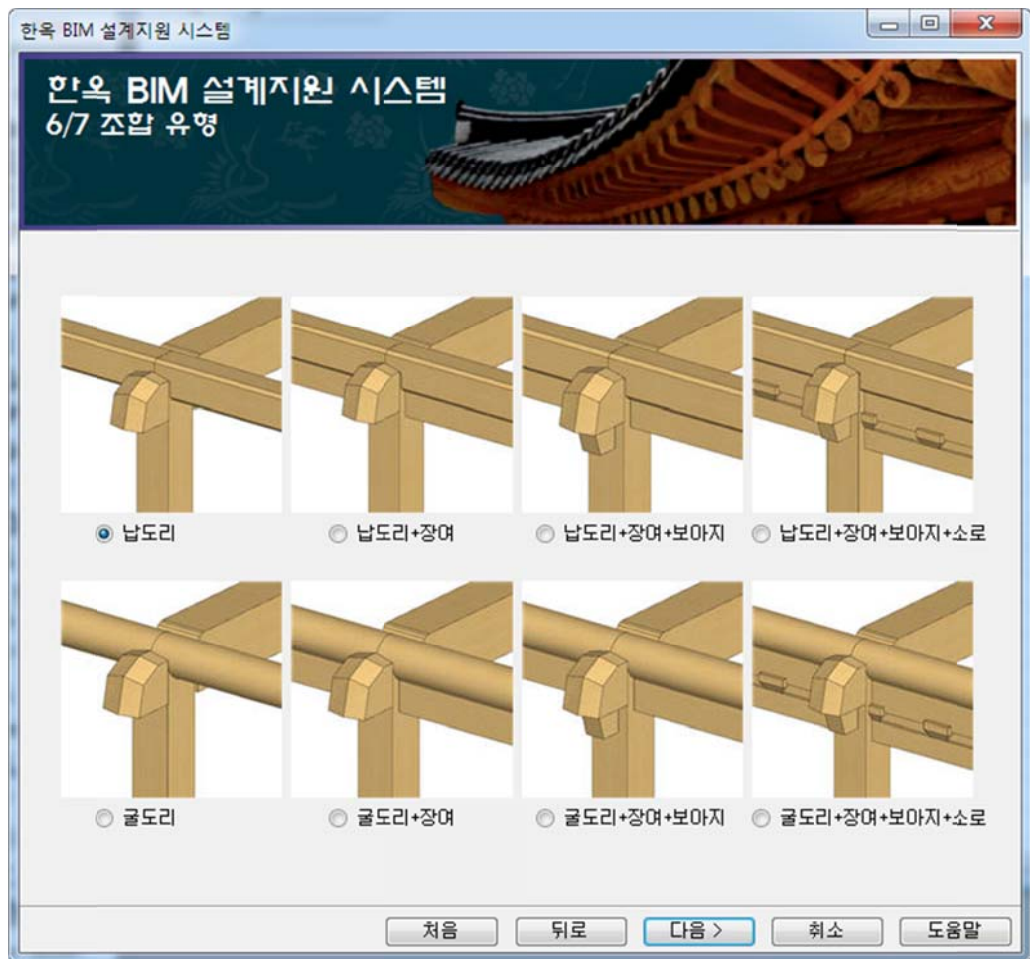 한옥 BIM 설계지원 시스템
한옥 BIM 설계지원 시스템
6/7 조합 유형
납도리
납도리+장여
납도리+장여+보아지
납도리+장여+보아지+소로
굴도리
굴도리+장여
굴도리+장여+보아지
굴도리+장여+보아지+소로
처음
뒤로
다음 >
취소
도움말